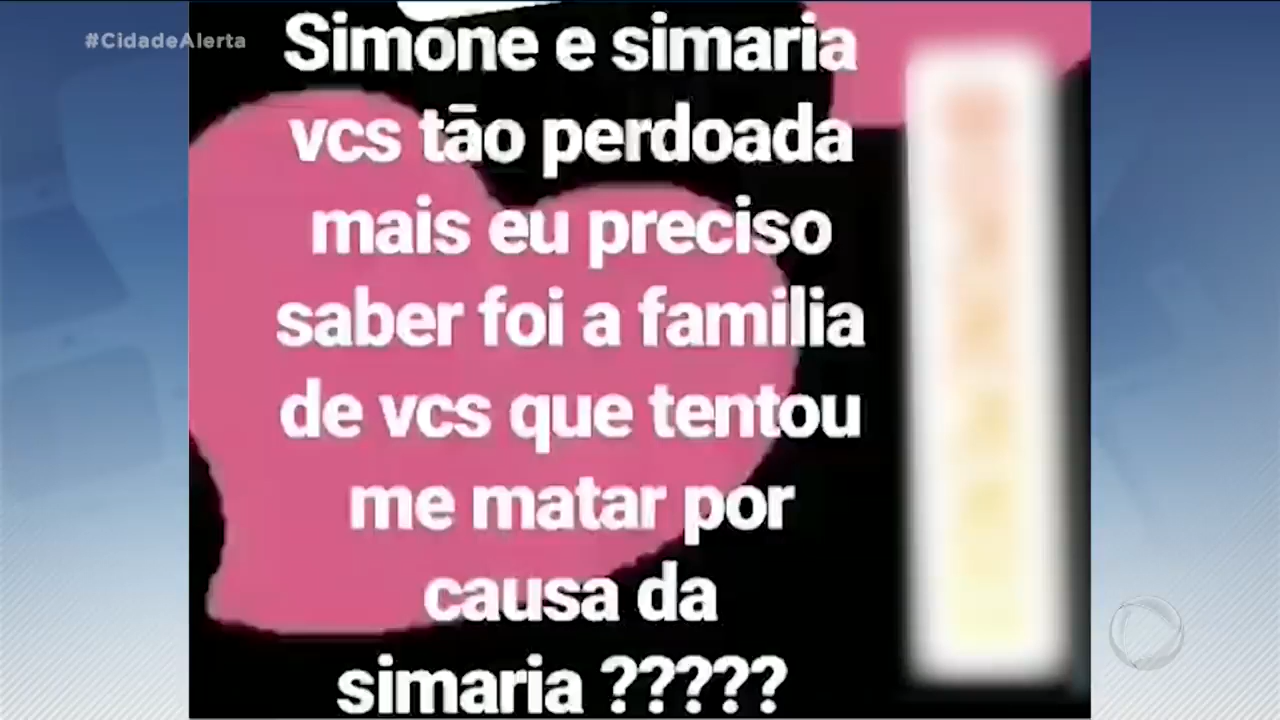 #CidadeAlerta
Simone e simaria
vcs tāo perdoada
mais eu preciso
saber foi a familia
de vcs que tentou
me matar por
causa da
simaria ?????